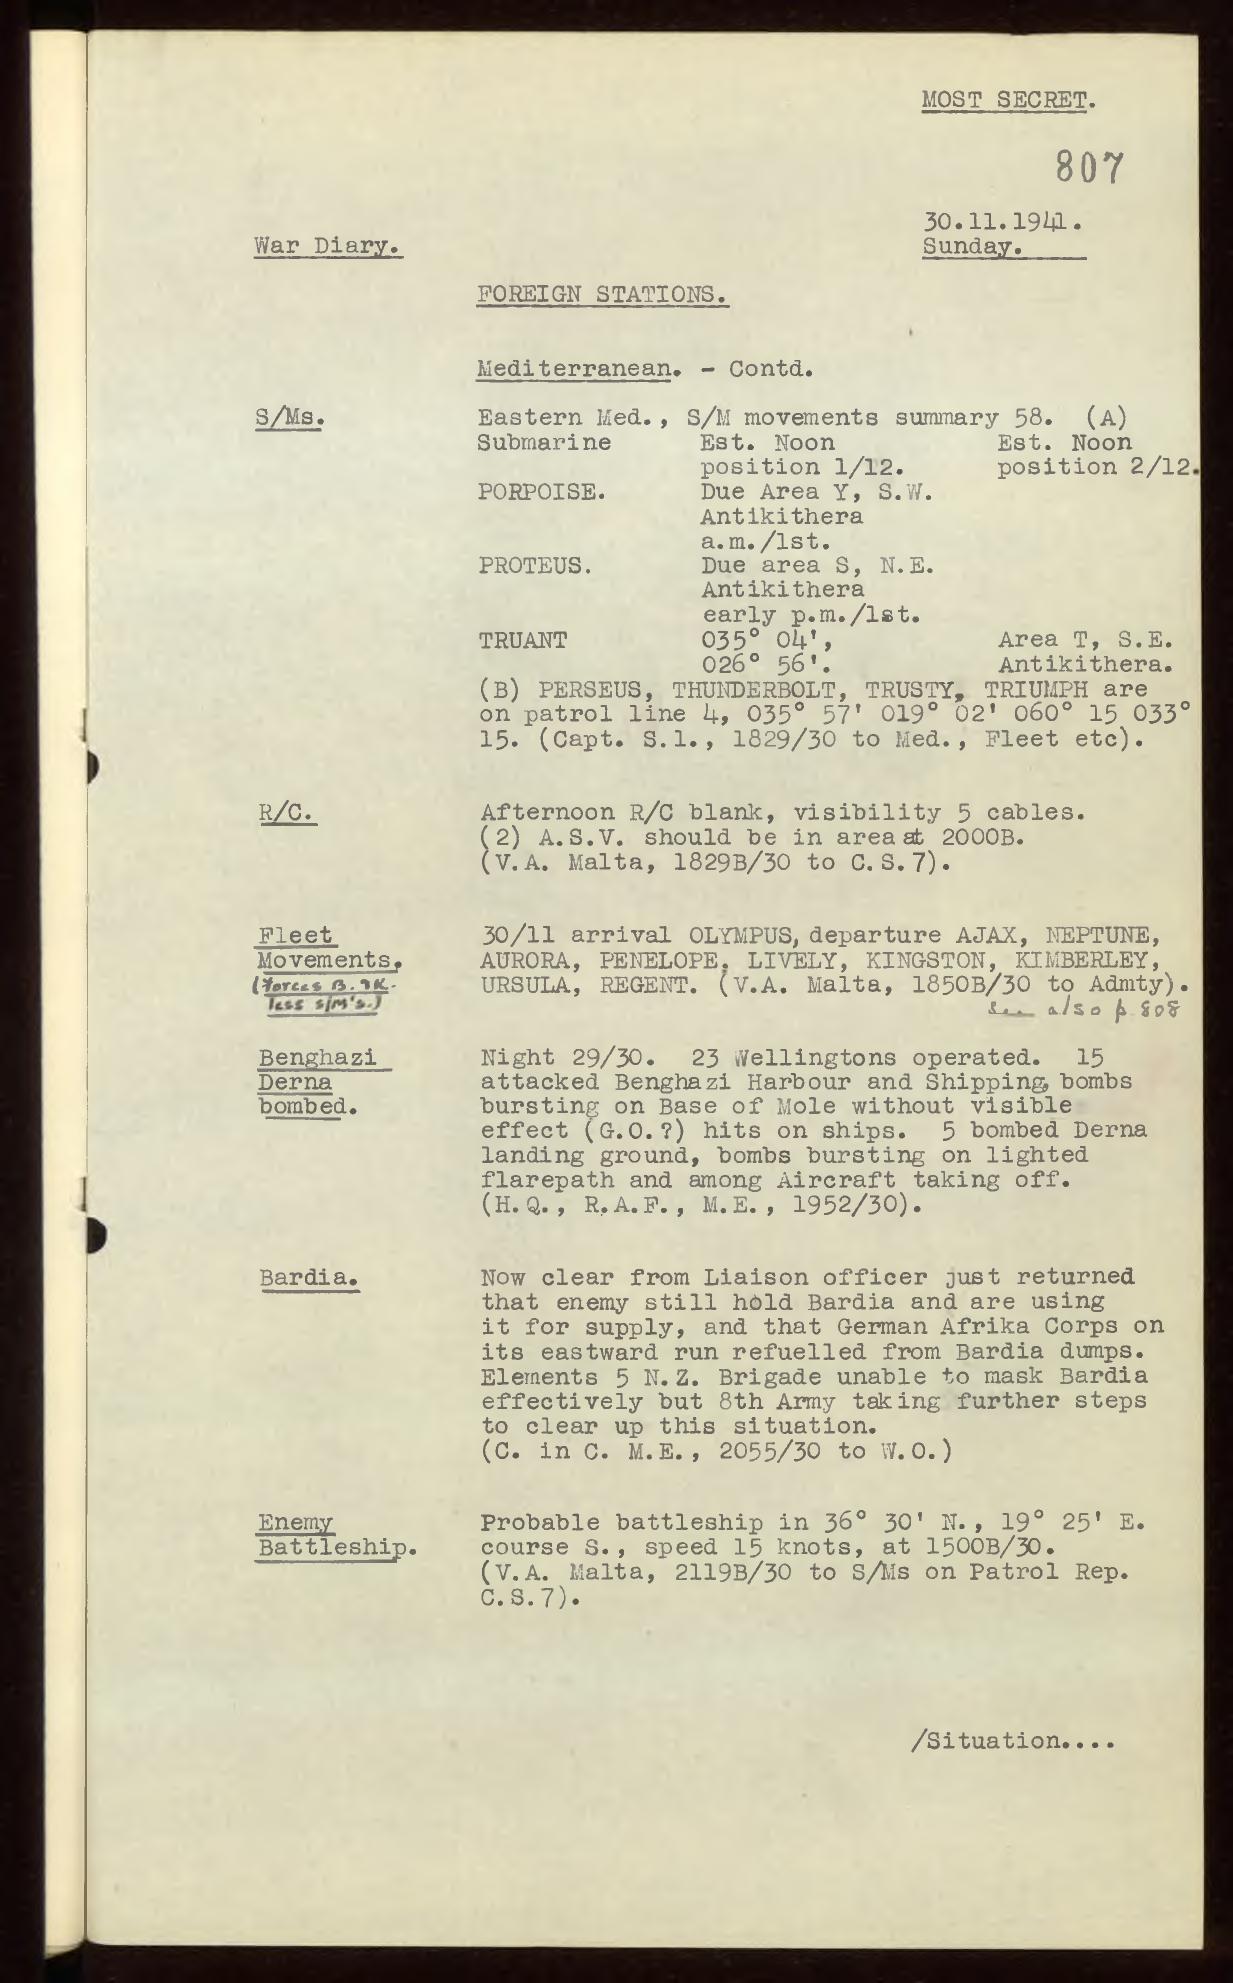 MOST SECRET.
807
30.11.1941.
War Diary.
Sunday.
FOREIGN STATIONS.
Mediterranean. - Contd.
S/Ms. Eastern Med., S/M movements summary 58. (A)
Submarine Est. Noon Est. Noon
position 1/12. position 2/12.
PORPOISE. Due Area Y, S.W.
Antikithera
a.m./1st.
PROTEUS. Due area S, N.E.
Antikithera
early p.m./1st.
TRUANT 035° 04', Area T, S.E.
026° 56'. Antikithera.
(B) PERSEUS, THUNDERBOLT, TRUSTY, TRIUMPH are
on patrol line 4, 035° 57' 019° 02' 060° 15 033°
15. (Capt. S.1., 1829/30 to Med., Fleet etc).
R/C. Afternoon R/C blank, visibility 5 cables.
(2) A.S.V. should be in area at 2000B.
(V.A. Malta, 1829B/30 to C.S.7).
Fleet 30/11 arrival OLYMPUS, departure AJAX, NEPTUNE,
Movements. AURORA, PENELOPE, LIVELY, KINGSTON, KIMBERLEY,
(Forces B. & K. URSULA, REGENT. (V.A. Malta, 1850B/30 to Admty).
less s/m's.) See also p. 808
Benghazi Night 29/30. 23 Wellingtons operated. 15
Derna attacked Benghazi Harbour and Shipping, bombs
bombed. bursting on Base of Mole without visible
effect (G.O.?) hits on ships. 5 bombed Derna
landing ground, bombs bursting on lighted
flarepath and among Aircraft taking off.
(H.Q., R.A.F., M.E., 1952/30).
Bardia. Now clear from Liaison officer just returned
that enemy still hold Bardia and are using
it for supply, and that German Afrika Corps on
its eastward run refuelled from Bardia dumps.
Elements 5 N.Z. Brigade unable to mask Bardia
effectively but 8th Army taking further steps
to clear up this situation.
(C. in C. M.E., 2055/30 to W.O.)
Enemy Probable battleship in 36° 30' N., 19° 25' E.
Battleship. course S., speed 15 knots, at 1500B/30.
(V.A. Malta, 2119B/30 to S/Ms on Patrol Rep.
C.S.7).
/Situation....